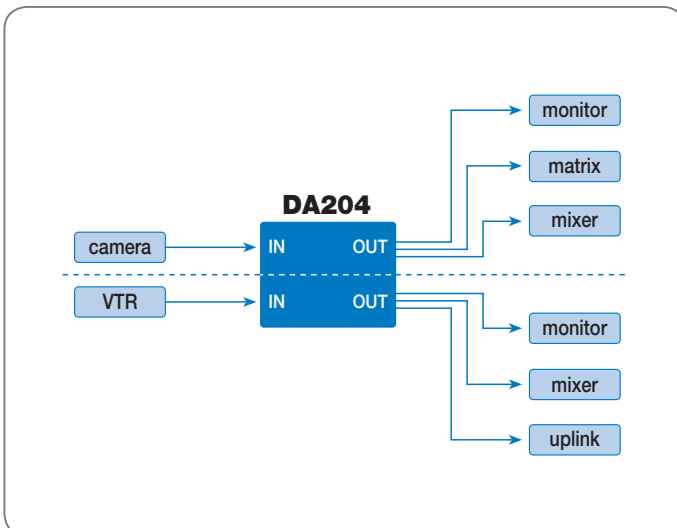 monitor
matrix
DA204
mixer
camera
IN OUT
VTR
IN OUT
monitor
mixer
uplink